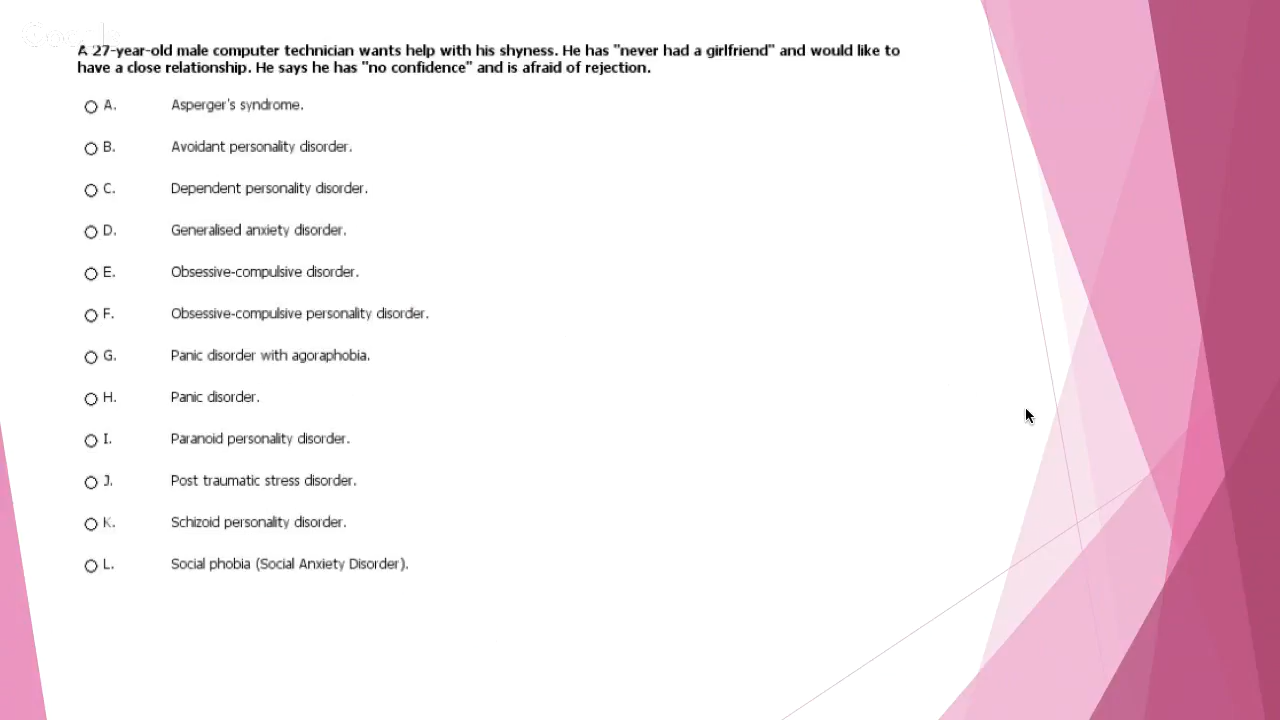 A 27-year-old male computer technician wants help with his shyness. He has "never had a girlfriend" and would like to
have a close relationship. He says he has "no confidence" and is afraid of rejection.
A. Asperger's syndrome.
B. Avoidant personality disorder.
C. Dependent personality disorder.
D. Generalised anxiety disorder.
E. Obsessive-compulsive disorder.
F. Obsessive-compulsive personality disorder.
G. Panic disorder with agoraphobia.
H. Panic disorder.
I. Paranoid personality disorder.
J. Post traumatic stress disorder.
K. Schizoid personality disorder.
L. Social phobia (Social Anxiety Disorder).